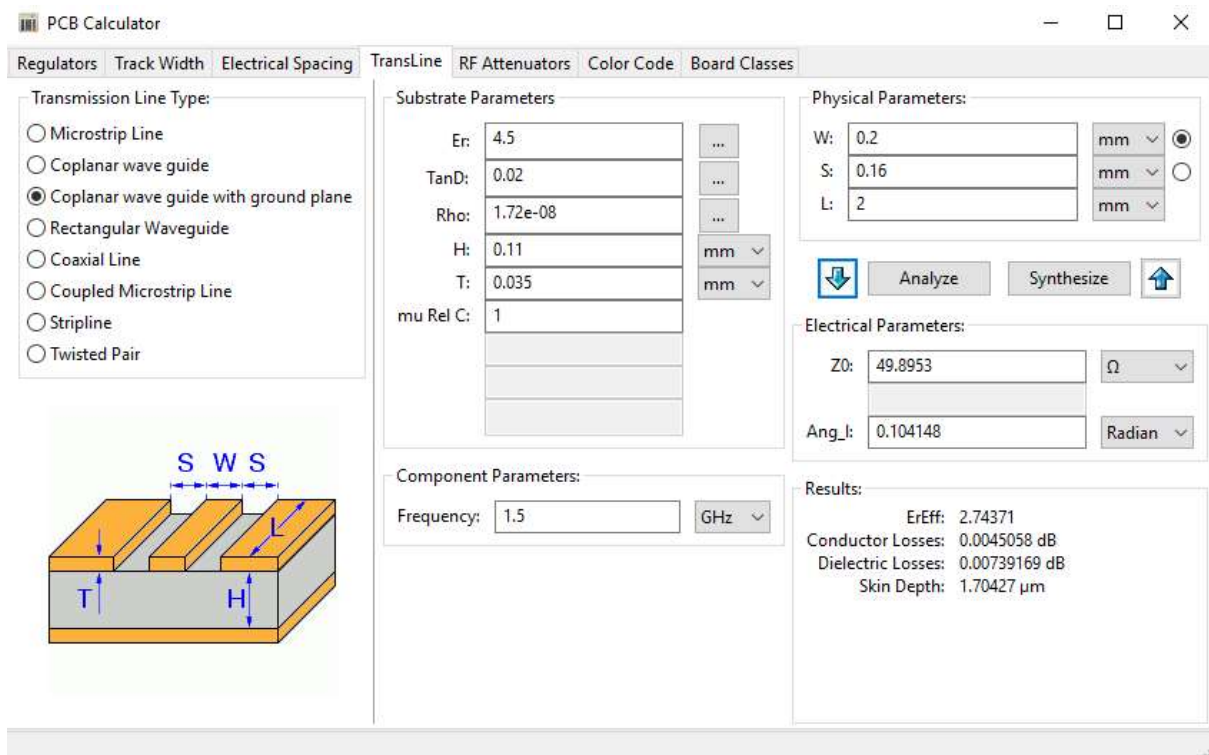 PCB Calculator
Regulators Track Width Electrical Spacing TransLine RF Attenuators Color Code Board Classes
Transmission Line Type:
Microstrip Line
Coplanar wave guide
Coplanar wave guide with ground plane
Rectangular Waveguide
Coaxial Line
Coupled Microstrip Line
Stripline
Twisted Pair
S W S
L
T H
Substrate Parameters
Er: 4.5 ...
TanD: 0.02 ...
Rho: 1.72e-08 ...
H: 0.11 mm
T: 0.035 mm
mu Rel C: 1
Component Parameters:
Frequency: 1.5 GHz
Physical Parameters:
W: 0.2 mm
S: 0.16 mm
L: 2 mm
Analyze Synthesize
Electrical Parameters:
Z0: 49.8953 Ω
Ang_l: 0.104148 Radian
Results:
ErEff: 2.74371
Conductor Losses: 0.0045058 dB
Dielectric Losses: 0.00739169 dB
Skin Depth: 1.70427 µm